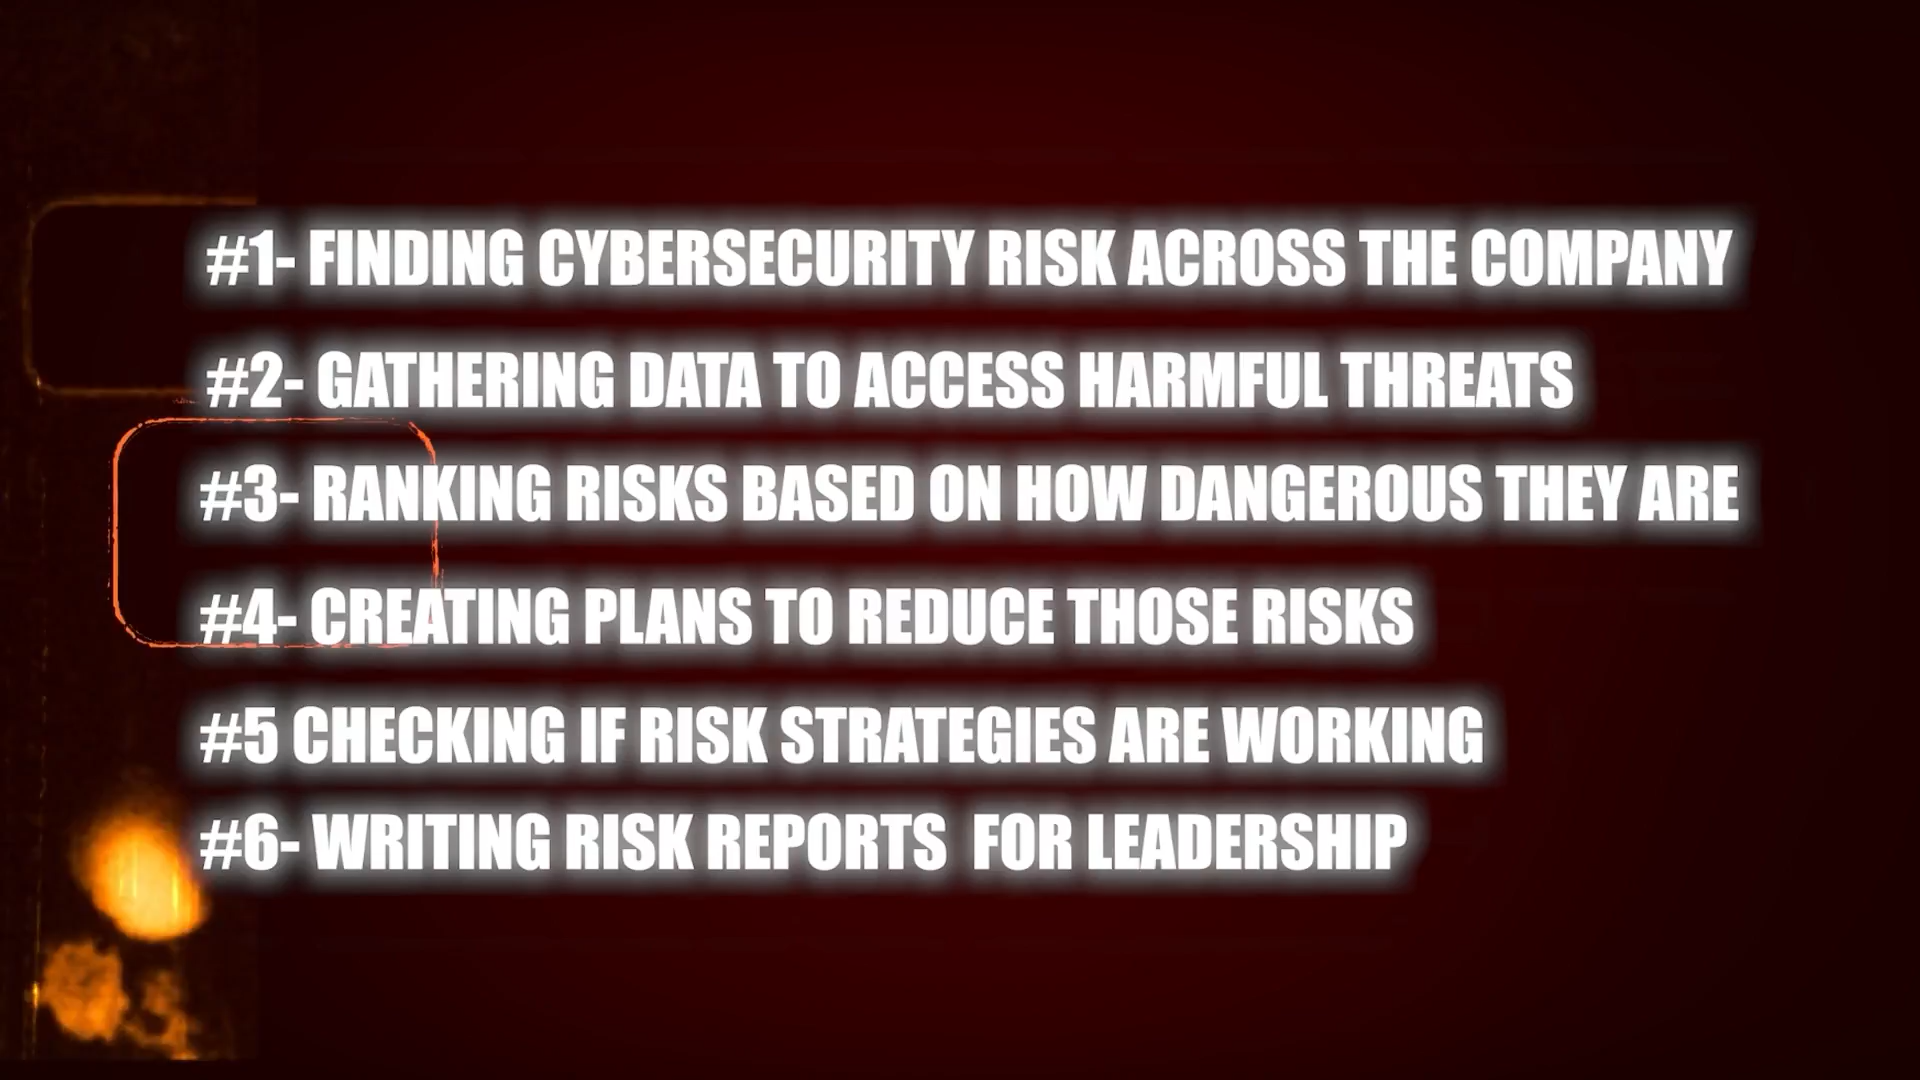 #1- FINDING CYBERSECURITY RISK ACROSS THE COMPANY
#2- GATHERING DATA TO ACCESS HARMFUL THREATS
#3- RANKING RISKS BASED ON HOW DANGEROUS THEY ARE
#4- CREATING PLANS TO REDUCE THOSE RISKS
#5 CHECKING IF RISK STRATEGIES ARE WORKING
#6- WRITING RISK REPORTS  FOR LEADERSHIP